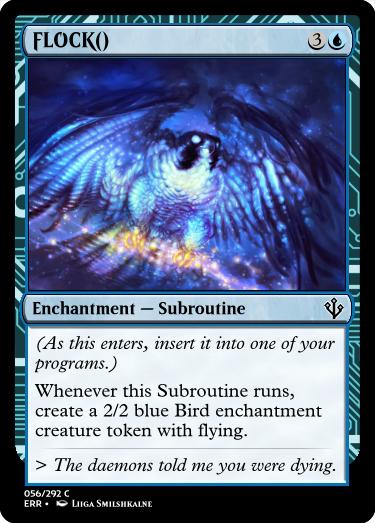 FLOCK() 3
Enchantment — Subroutine
(As this enters, insert it into one of your
programs.)
Whenever this Subroutine runs,
create a 2/2 blue Bird enchantment
creature token with flying.
> The daemons told me you were dying.
056/292 C
ERR • Liiga Smilshkalne